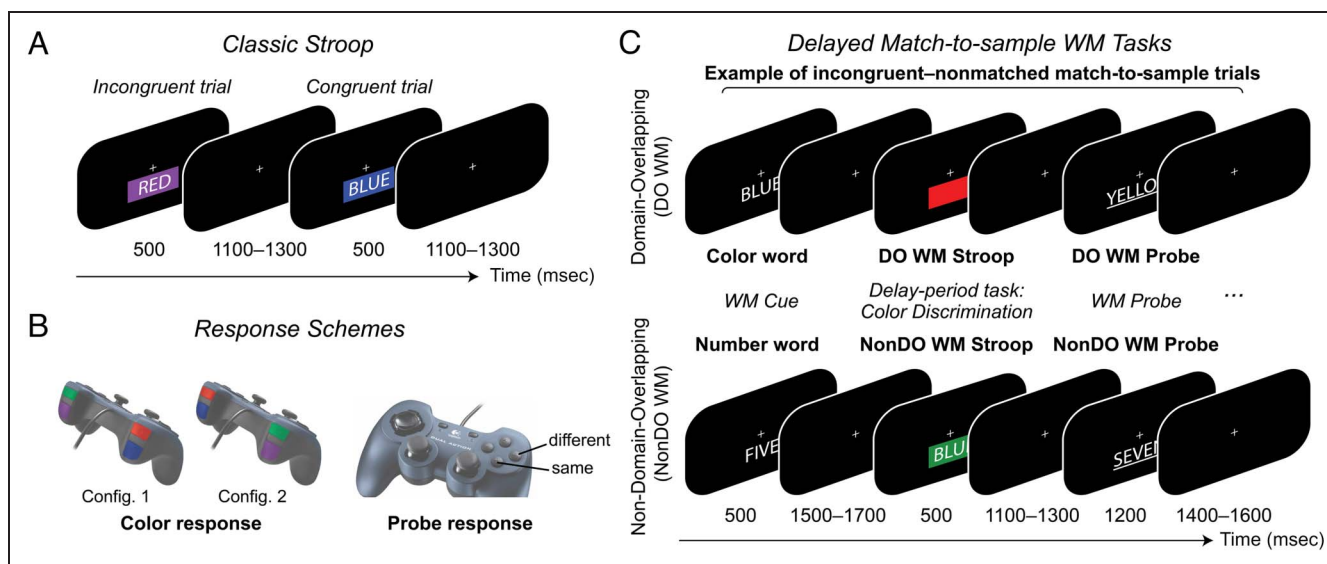 A
Classic Stroop
Incongruent trial
Congruent trial
RED
BLUE
500
1100–1300
500
1100–1300
Time (msec)
B
Response Schemes
Config. 1
Config. 2
Color response
different
same
Probe response
C
Delayed Match-to-sample WM Tasks
Example of incongruent–nonmatched match-to-sample trials
Domain-Overlapping
(DO WM)
BLUE
YELLO
Color word
DO WM Stroop
DO WM Probe
WM Cue
Delay-period task:
Color Discrimination
WM Probe
...
Number word
NonDO WM Stroop
NonDO WM Probe
Non-Domain-Overlapping
(NonDO WM)
FIVE
BLU
SEVEN
500
1500–1700
500
1100–1300
1200
1400–1600
Time (msec)